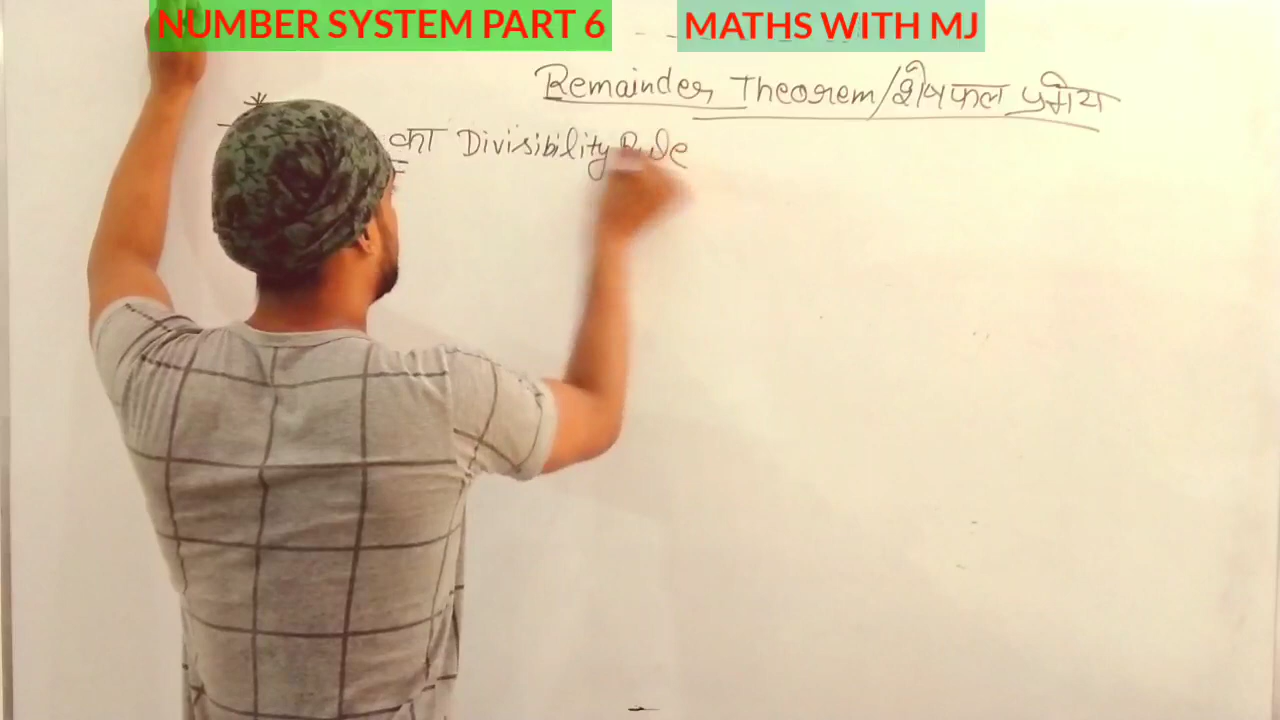 NUMBER SYSTEM PART 6
MATHS WITH MJ
Remainder Theorem/शेषफल प्रमेय
का Divisibility Rule